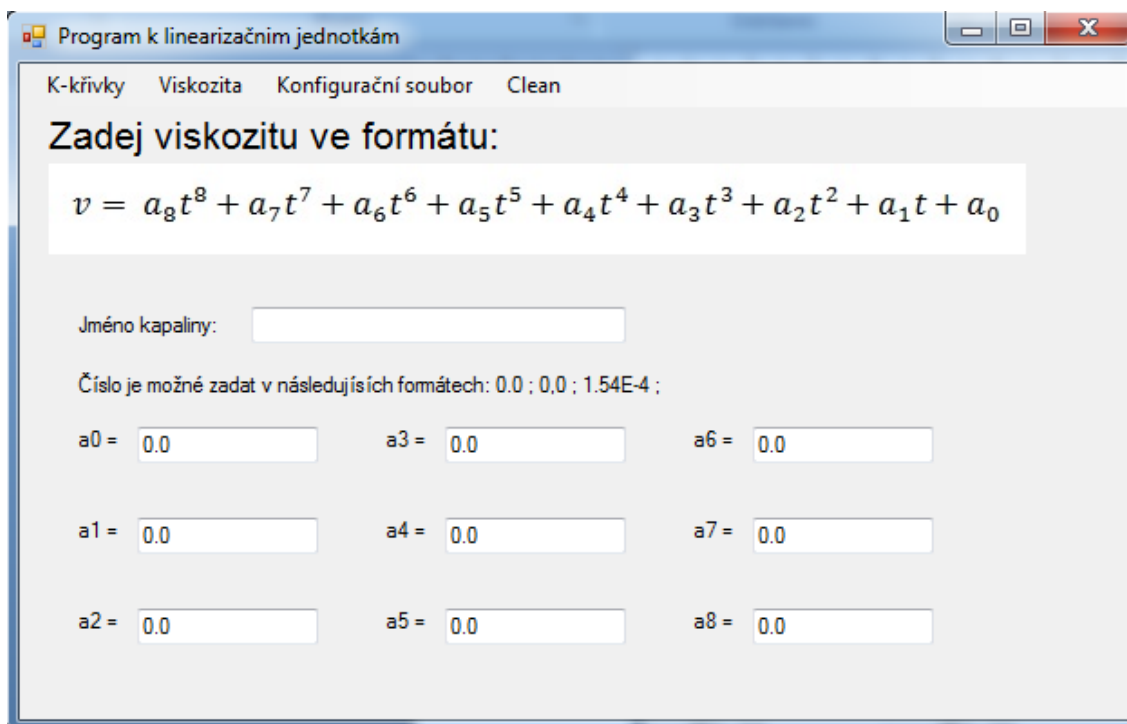 Program k linearizačnim jednotkám
K-křivky Viskozita Konfigurační soubor Clean
Zadej viskozitu ve formátu:
v = a₈t⁸ + a₇t⁷ + a₆t⁶ + a₅t⁵ + a₄t⁴ + a₃t³ + a₂t² + a₁t + a₀
Jméno kapaliny:
Číslo je možné zadat v následujísích formátech: 0.0 ; 0,0 ; 1.54E-4 ;
a0 = 0.0 a3 = 0.0 a6 = 0.0
a1 = 0.0 a4 = 0.0 a7 = 0.0
a2 = 0.0 a5 = 0.0 a8 = 0.0